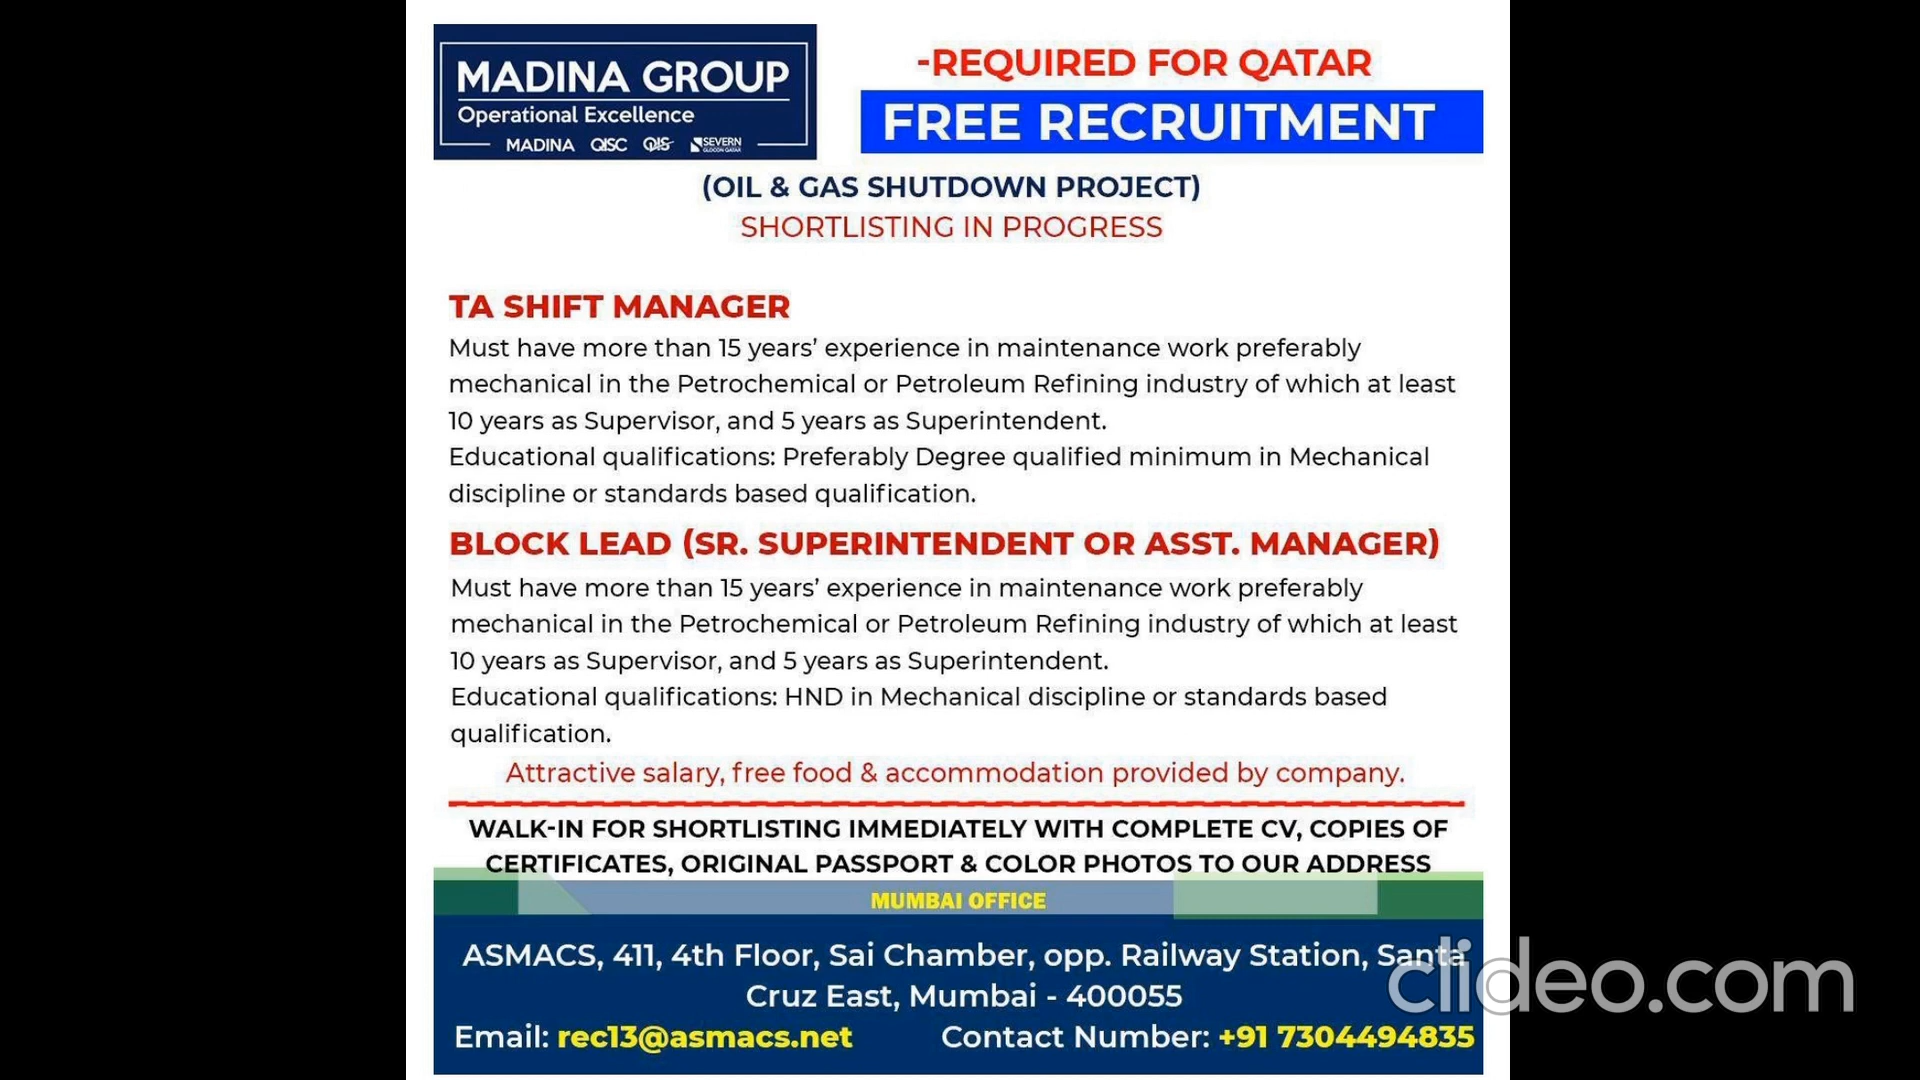 MADINA GROUP
Operational Excellence
MADINA QISC QIS SEVERN
GLOCON QATAR
-REQUIRED FOR QATAR
FREE RECRUITMENT
(OIL & GAS SHUTDOWN PROJECT)
SHORTLISTING IN PROGRESS
TA SHIFT MANAGER
Must have more than 15 years’ experience in maintenance work preferably
mechanical in the Petrochemical or Petroleum Refining industry of which at least
10 years as Supervisor, and 5 years as Superintendent.
Educational qualifications: Preferably Degree qualified minimum in Mechanical
discipline or standards based qualification.
BLOCK LEAD (SR. SUPERINTENDENT OR ASST. MANAGER)
Must have more than 15 years’ experience in maintenance work preferably
mechanical in the Petrochemical or Petroleum Refining industry of which at least
10 years as Supervisor, and 5 years as Superintendent.
Educational qualifications: HND in Mechanical discipline or standards based
qualification.
Attractive salary, free food & accommodation provided by company.
WALK-IN FOR SHORTLISTING IMMEDIATELY WITH COMPLETE CV, COPIES OF
CERTIFICATES, ORIGINAL PASSPORT & COLOR PHOTOS TO OUR ADDRESS
MUMBAI OFFICE
ASMACS, 411, 4th Floor, Sai Chamber, opp. Railway Station, Santa
Cruz East, Mumbai - 400055
Email: rec13@asmacs.net Contact Number: +91 7304494835
clideo.com